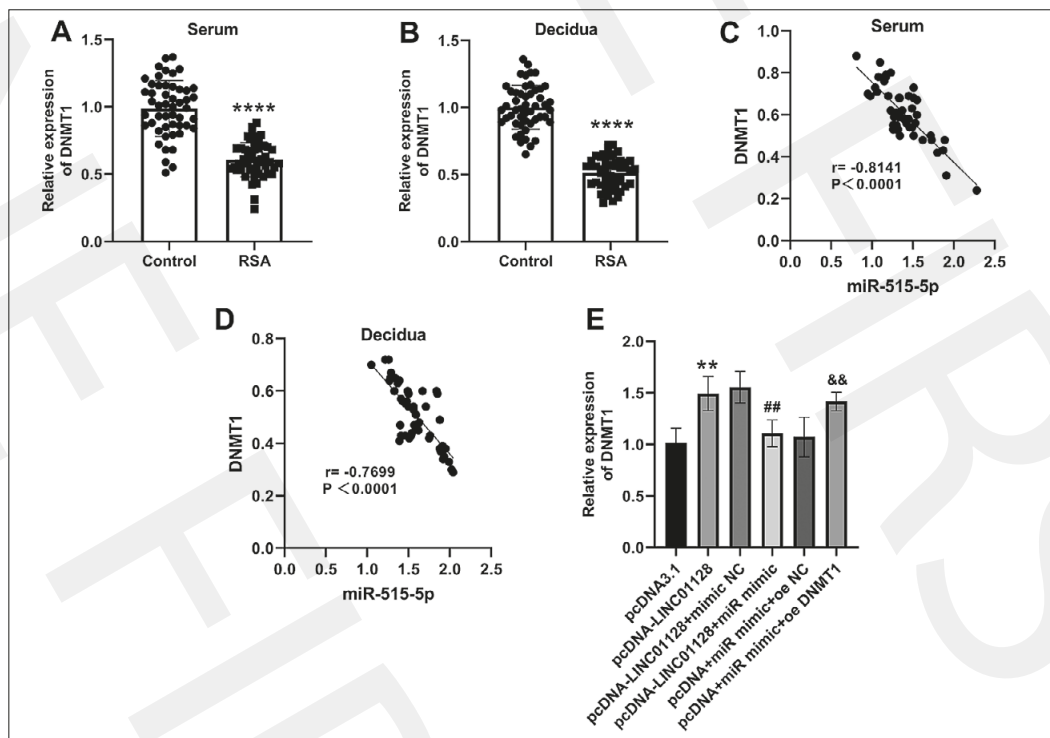 A
Serum
Relative expression
of DNMT1
1.5
1.0
0.5
0.0
****
Control
RSA
B
Decidua
Relative expression
of DNMT1
1.5
1.0
0.5
0.0
****
Control
RSA
C
Serum
DNMT1
1.0
0.8
0.6
0.4
0.2
0.0
r= -0.8141
P<0.0001
0.0 0.5 1.0 1.5 2.0 2.5
miR-515-5p
D
Decidua
DNMT1
0.8
0.6
0.4
0.2
0.0
r= -0.7699
P <0.0001
0.0 0.5 1.0 1.5 2.0 2.5
miR-515-5p
E
Relative expression
of DNMT1
2.0
1.5
1.0
0.5
0.0
**
##
&&
pcDNA3.1
pcDNA-LINC01128
pcDNA-LINC01128+mimic NC
pcDNA-LINC01128+miR mimic
pcDNA+miR mimic+oe NC
pcDNA+miR mimic+oe DNMT1